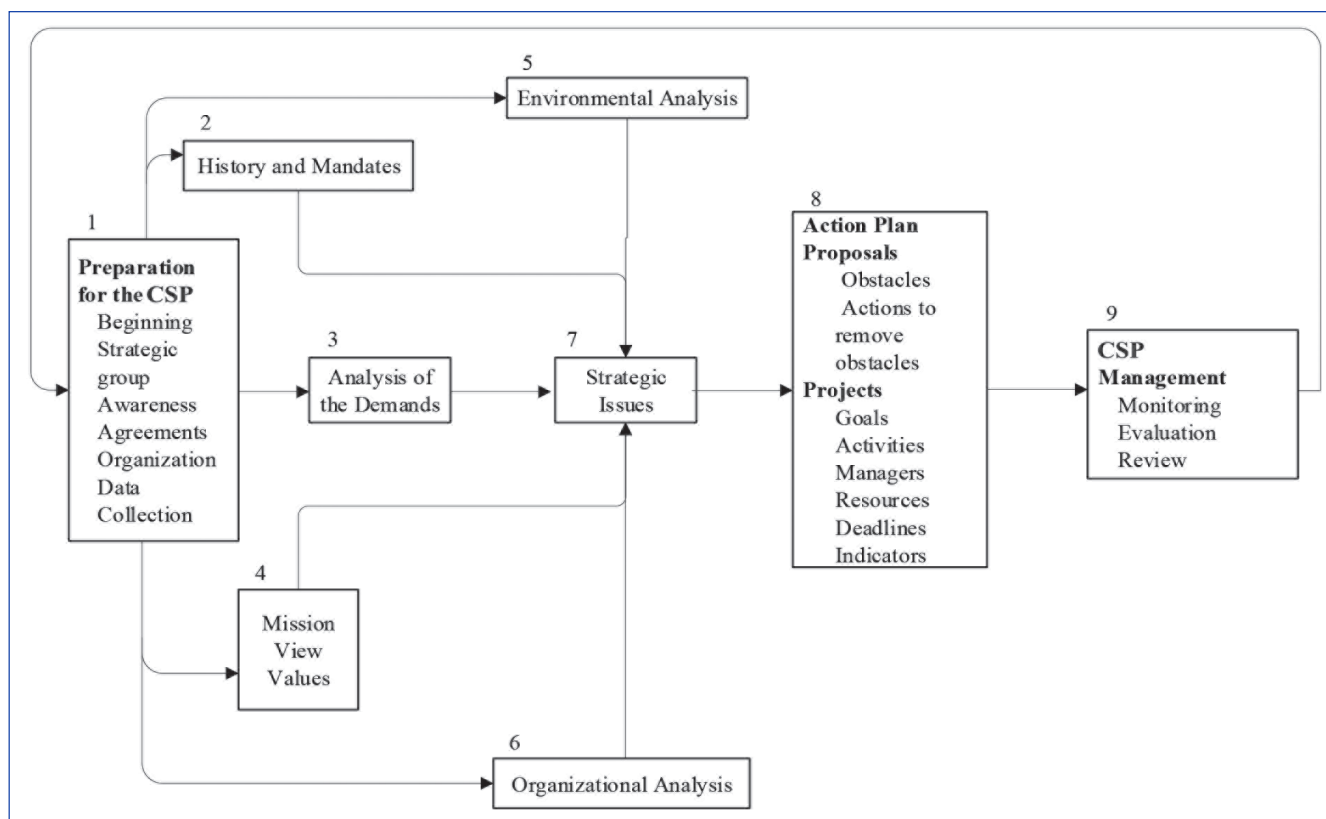 5
Environmental Analysis
2
History and Mandates
1
Preparation
for the CSP
Beginning
Strategic
group
Awareness
Agreements
Organization
Data
Collection
3
Analysis of
the Demands
4
Mission
View
Values
6
Organizational Analysis
7
Strategic
Issues
8
Action Plan
Proposals
Obstacles
Actions to
remove
obstacles
Projects
Goals
Activities
Managers
Resources
Deadlines
Indicators
9
CSP
Management
Monitoring
Evaluation
Review